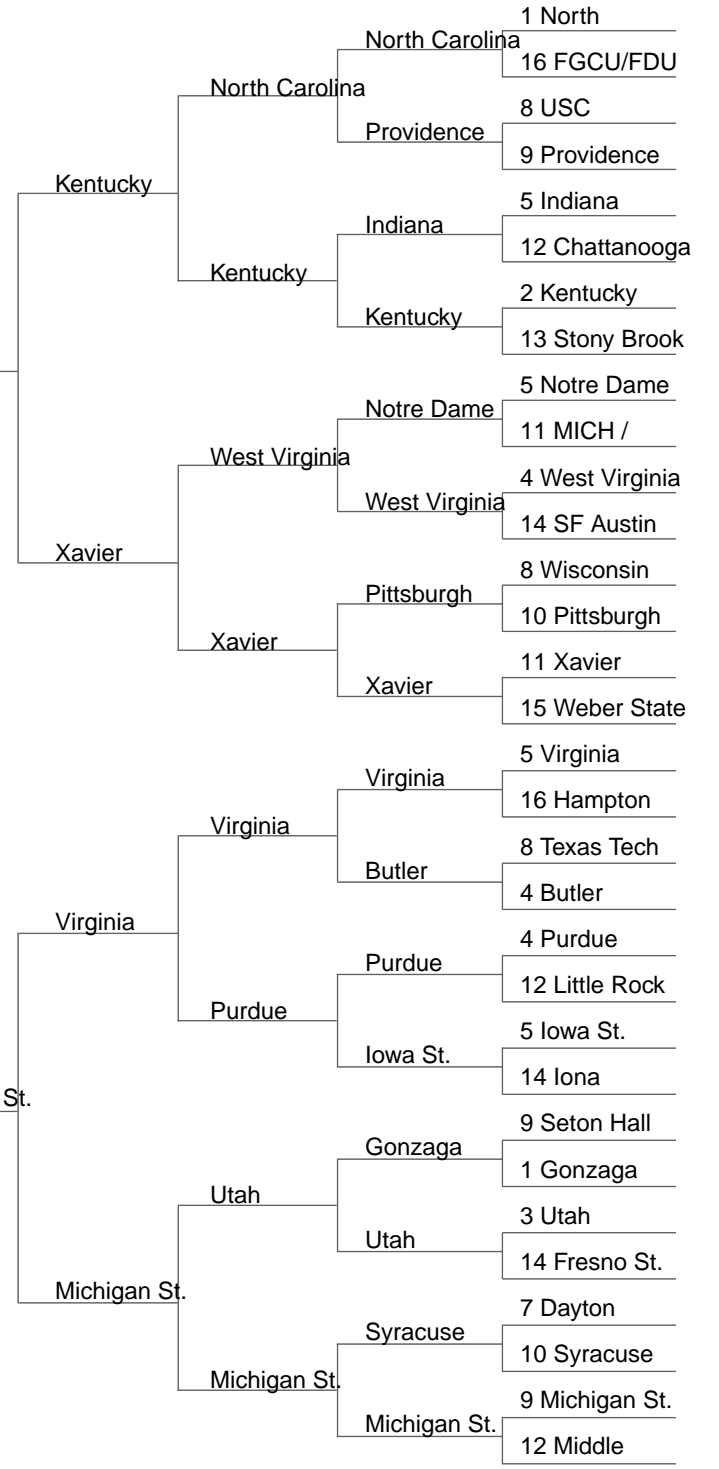 1 North
North Carolina
16 FGCU/FDU
North Carolina
8 USC
Providence
9 Providence
Kentucky
5 Indiana
Indiana
12 Chattanooga
Kentucky
2 Kentucky
Kentucky
13 Stony Brook
5 Notre Dame
Notre Dame
11 MICH /
West Virginia
4 West Virginia
West Virginia
14 SF Austin
Xavier
8 Wisconsin
Pittsburgh
10 Pittsburgh
Xavier
11 Xavier
Xavier
15 Weber State
5 Virginia
Virginia
16 Hampton
Virginia
8 Texas Tech
Butler
4 Butler
Virginia
4 Purdue
Purdue
12 Little Rock
Purdue
5 Iowa St.
Iowa St.
14 Iona
St.
9 Seton Hall
Gonzaga
1 Gonzaga
Utah
3 Utah
Utah
14 Fresno St.
Michigan St.
7 Dayton
Syracuse
10 Syracuse
Michigan St.
9 Michigan St.
Michigan St.
12 Middle